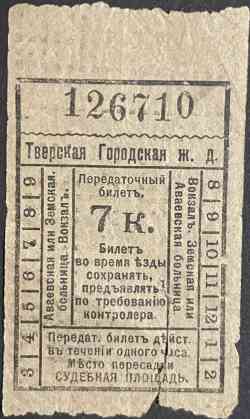 126710
Тверская Городская ж. д.
3 4 5 6 7 8 9
Аваевская или Земская.
больница. Вокзалъ.
Передаточный
билетъ.
7 к.
Билетъ
во время ѣзды
сохранять,
предъявлять
по требованію
контролера.
Вокзалъ. Земская или
Аваевская больница
8 9 10 11 12 1 2
Передат. билетъ дѣйст.
въ теченіи одного часа.
Мѣсто пересадки
СУДЕБНАЯ ПЛОЩАДЬ.